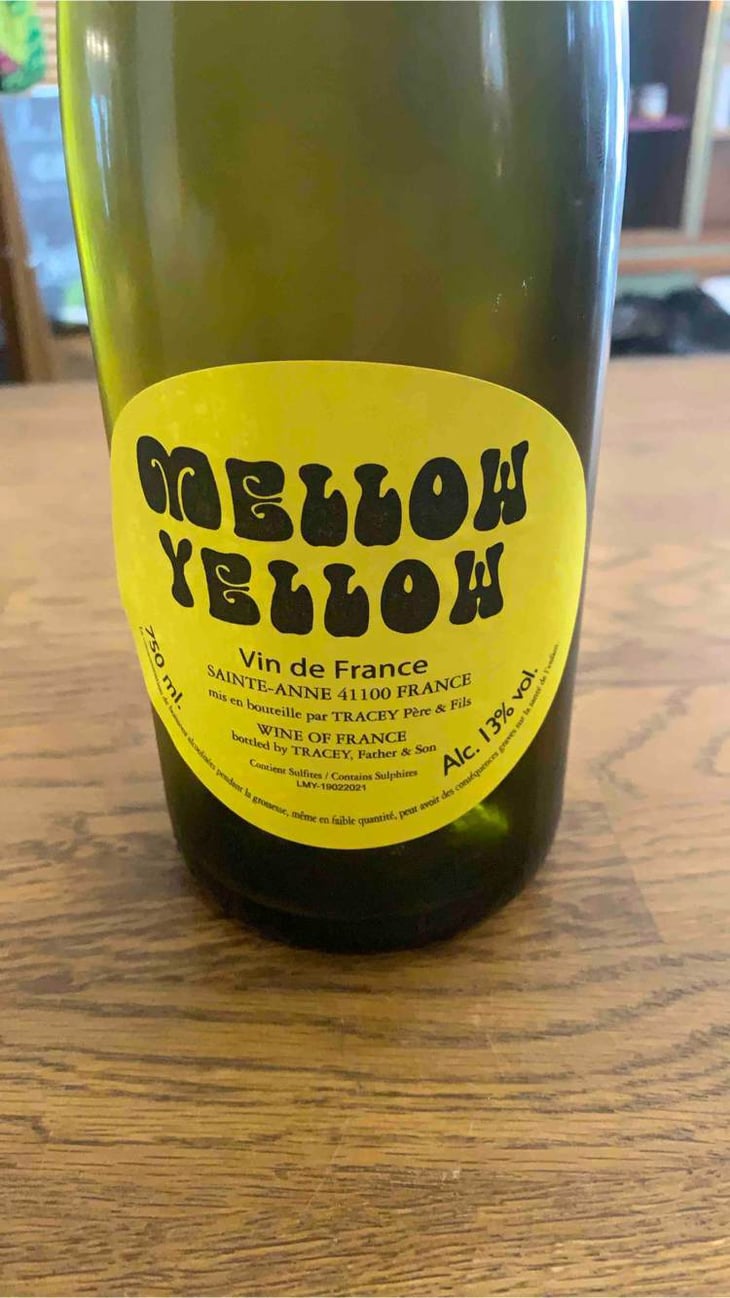 MELLOW
YELLOW
Vin de France
SAINTE-ANNE 41100 FRANCE
mis en bouteille par TRACEY Père & Fils
WINE OF FRANCE
bottled by TRACEY, Father & Son
Contient Sulfites / Contains Sulphites
LMY-19022021
750 ml.
Alc. 13% vol.
alcoolisées pendant la grossesse, même en faible quantité, peut avoir des conséquences graves sur la santé de l'enfant